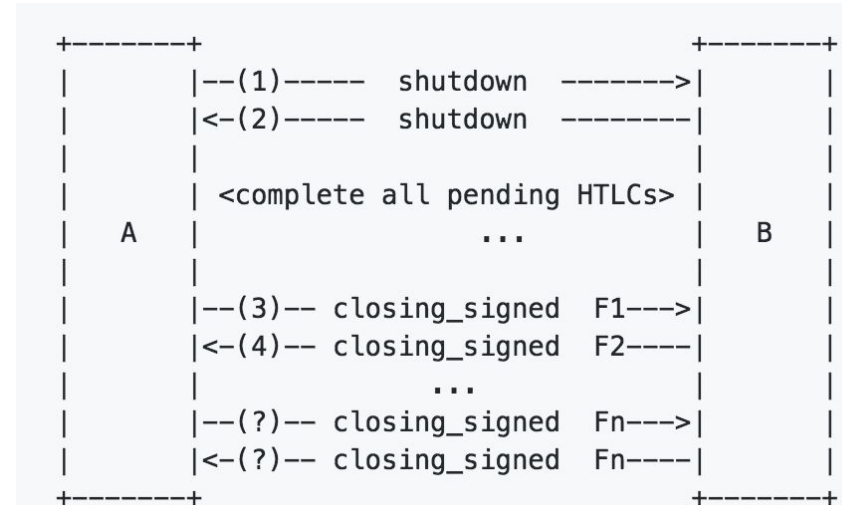 +-------+                              +-------+
|       |--(1)-----  shutdown  ------->|       |
|       |<-(2)-----  shutdown  --------|       |
|       |                              |       |
|       | <complete all pending HTLCs> |       |
|   A   |                 ...          |   B   |
|       |                              |       |
|       |--(3)-- closing_signed  F1--->|       |
|       |<-(4)-- closing_signed  F2----|       |
|       |              ...             |       |
|       |--(?)-- closing_signed  Fn--->|       |
|       |<-(?)-- closing_signed  Fn----|       |
+-------+                              +-------+